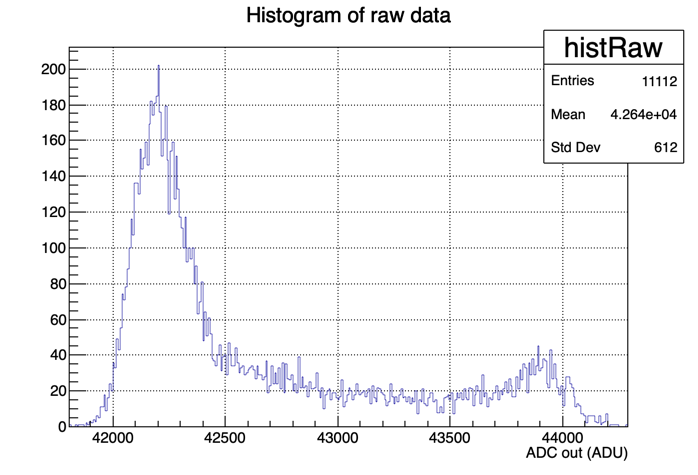 Histogram of raw data
histRaw
Entries 11112
Mean 4.264e+04
Std Dev 612
200
180
160
140
120
100
80
60
40
20
0
42000 42500 43000 43500 44000
ADC out (ADU)